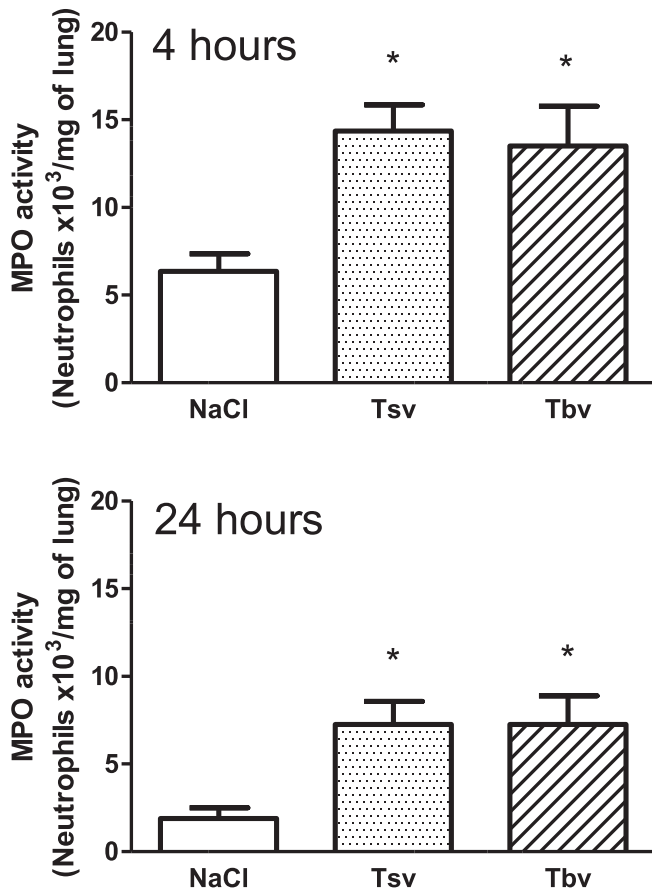 4 hours
MPO activity
(Neutrophils x10³/mg of lung)
20
15
10
5
0
*
*
NaCl Tsv Tbv
24 hours
MPO activity
(Neutrophils x10³/mg of lung)
20
15
10
5
0
*
*
NaCl Tsv Tbv